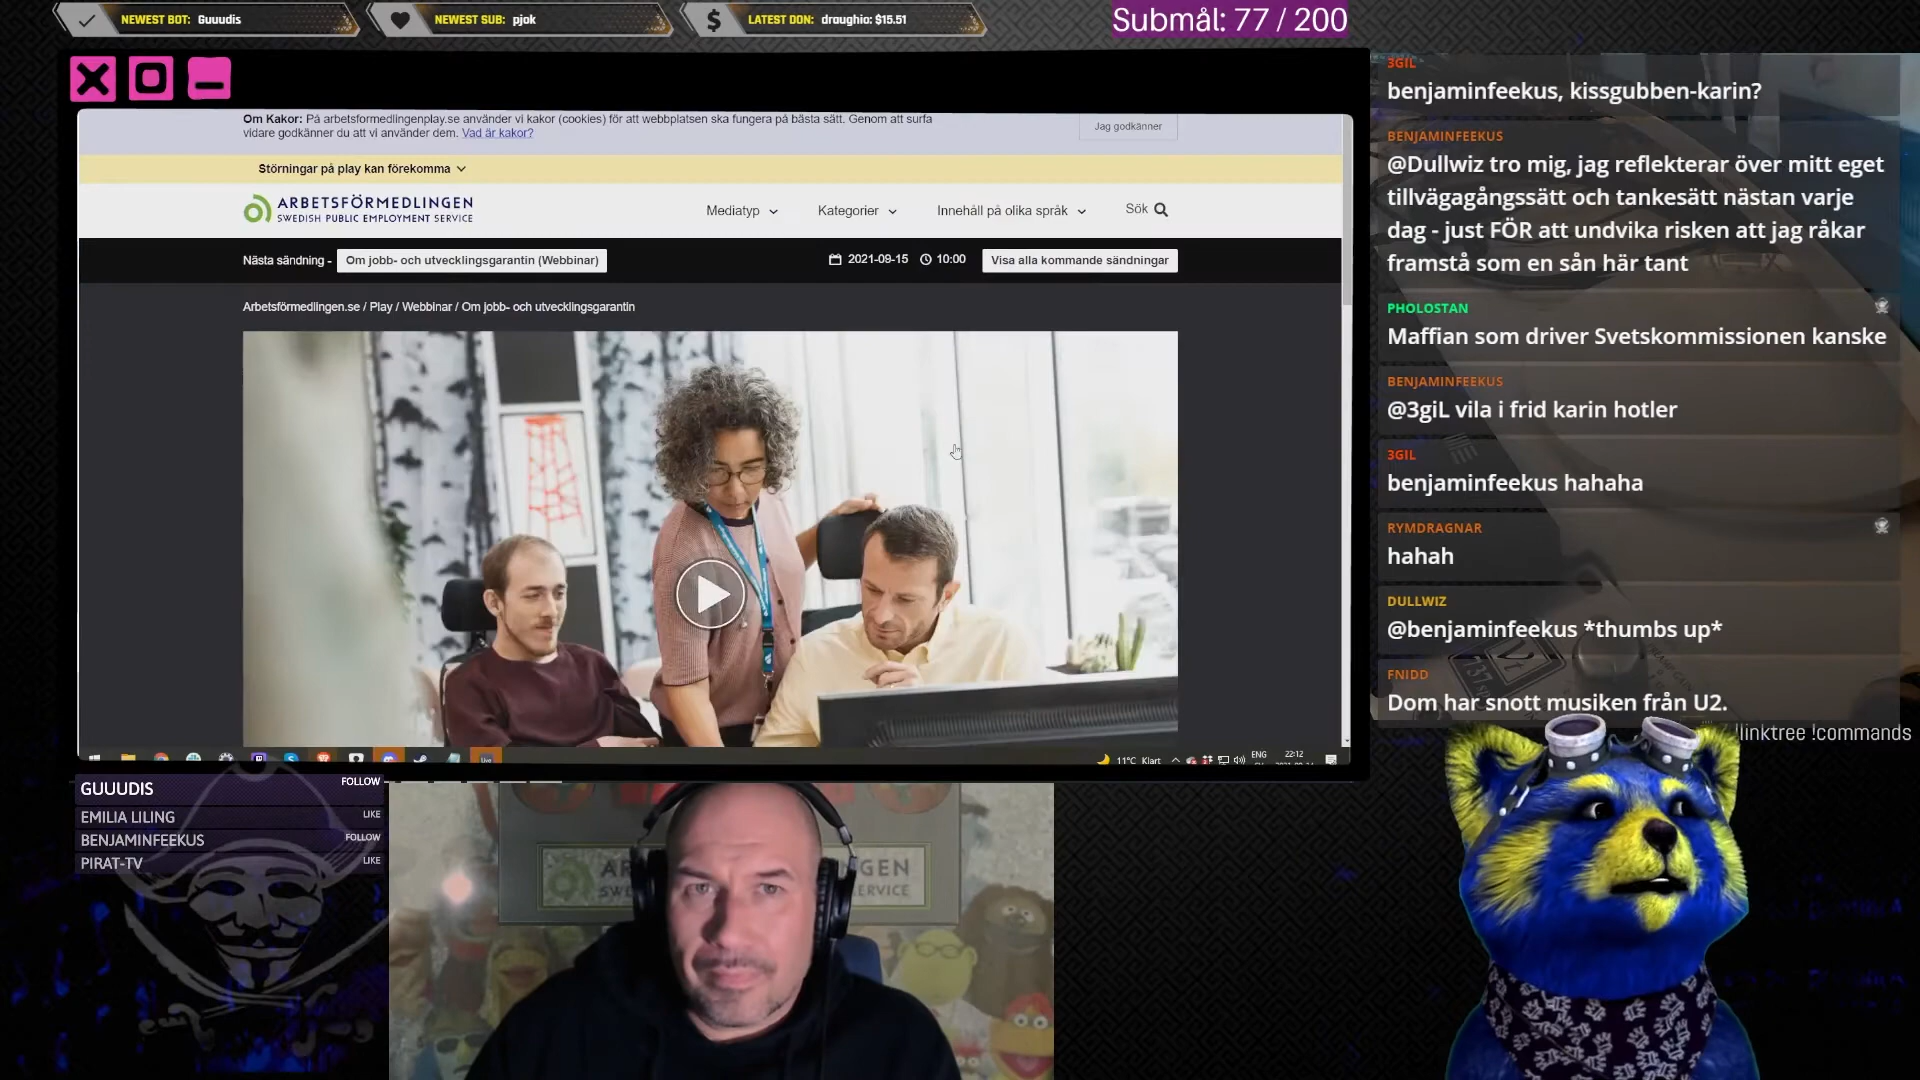 NEWEST BOT: Guuudis
NEWEST SUB: pjok
LATEST DON: draughio: $15.51
Submål: 77 / 200
Om Kakor: På arbetsformedlingenplay.se använder vi kakor (cookies) för att webbplatsen ska fungera på bästa sätt. Genom att surfa
vidare godkänner du att vi använder dem. Vad är kakor?
Jag godkänner
Störningar på play kan förekomma
ARBETSFÖRMEDLINGEN
SWEDISH PUBLIC EMPLOYMENT SERVICE
Mediatyp
Kategorier
Innehåll på olika språk
Sök
Nästa sändning -
Om jobb- och utvecklingsgarantin (Webbinar)
2021-09-15
10:00
Visa alla kommande sändningar
Arbetsförmedlingen.se / Play / Webbinar / Om jobb- och utvecklingsgarantin
11°C Klart
ENG
22:12
3GIL
benjaminfeekus, kissgubben-karin?
BENJAMINFEEKUS
@Dullwiz tro mig, jag reflekterar över mitt eget
tillvägagångssätt och tankesätt nästan varje
dag - just FÖR att undvika risken att jag råkar
framstå som en sån här tant
PHOLOSTAN
Maffian som driver Svetskommissionen kanske
BENJAMINFEEKUS
@3giL vila i frid karin hotler
3GIL
benjaminfeekus hahaha
RYMDRAGNAR
hahah
DULLWIZ
@benjaminfeekus *thumbs up*
FNIDD
Dom har snott musiken från U2.
!linktree !commands
GUUUDIS FOLLOW
EMILIA LILING LIKE
BENJAMINFEEKUS FOLLOW
PIRAT-TV LIKE